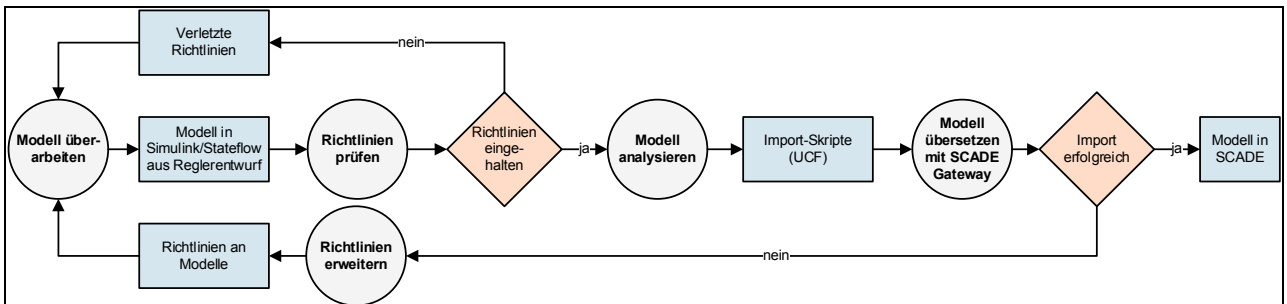 Verletzte
Richtlinien
nein
Modell über-
arbeiten
Modell in
Simulink/Stateflow
aus Reglerentwurf
Richtlinien
prüfen
Richtlinien
einge-
halten
ja
Modell
analysieren
Import-Skripte
(UCF)
Modell
übersetzen
mit SCADE
Gateway
Import
erfolgreich
ja
Modell in
SCADE
Richtlinien an
Modelle
Richtlinien
erweitern
nein